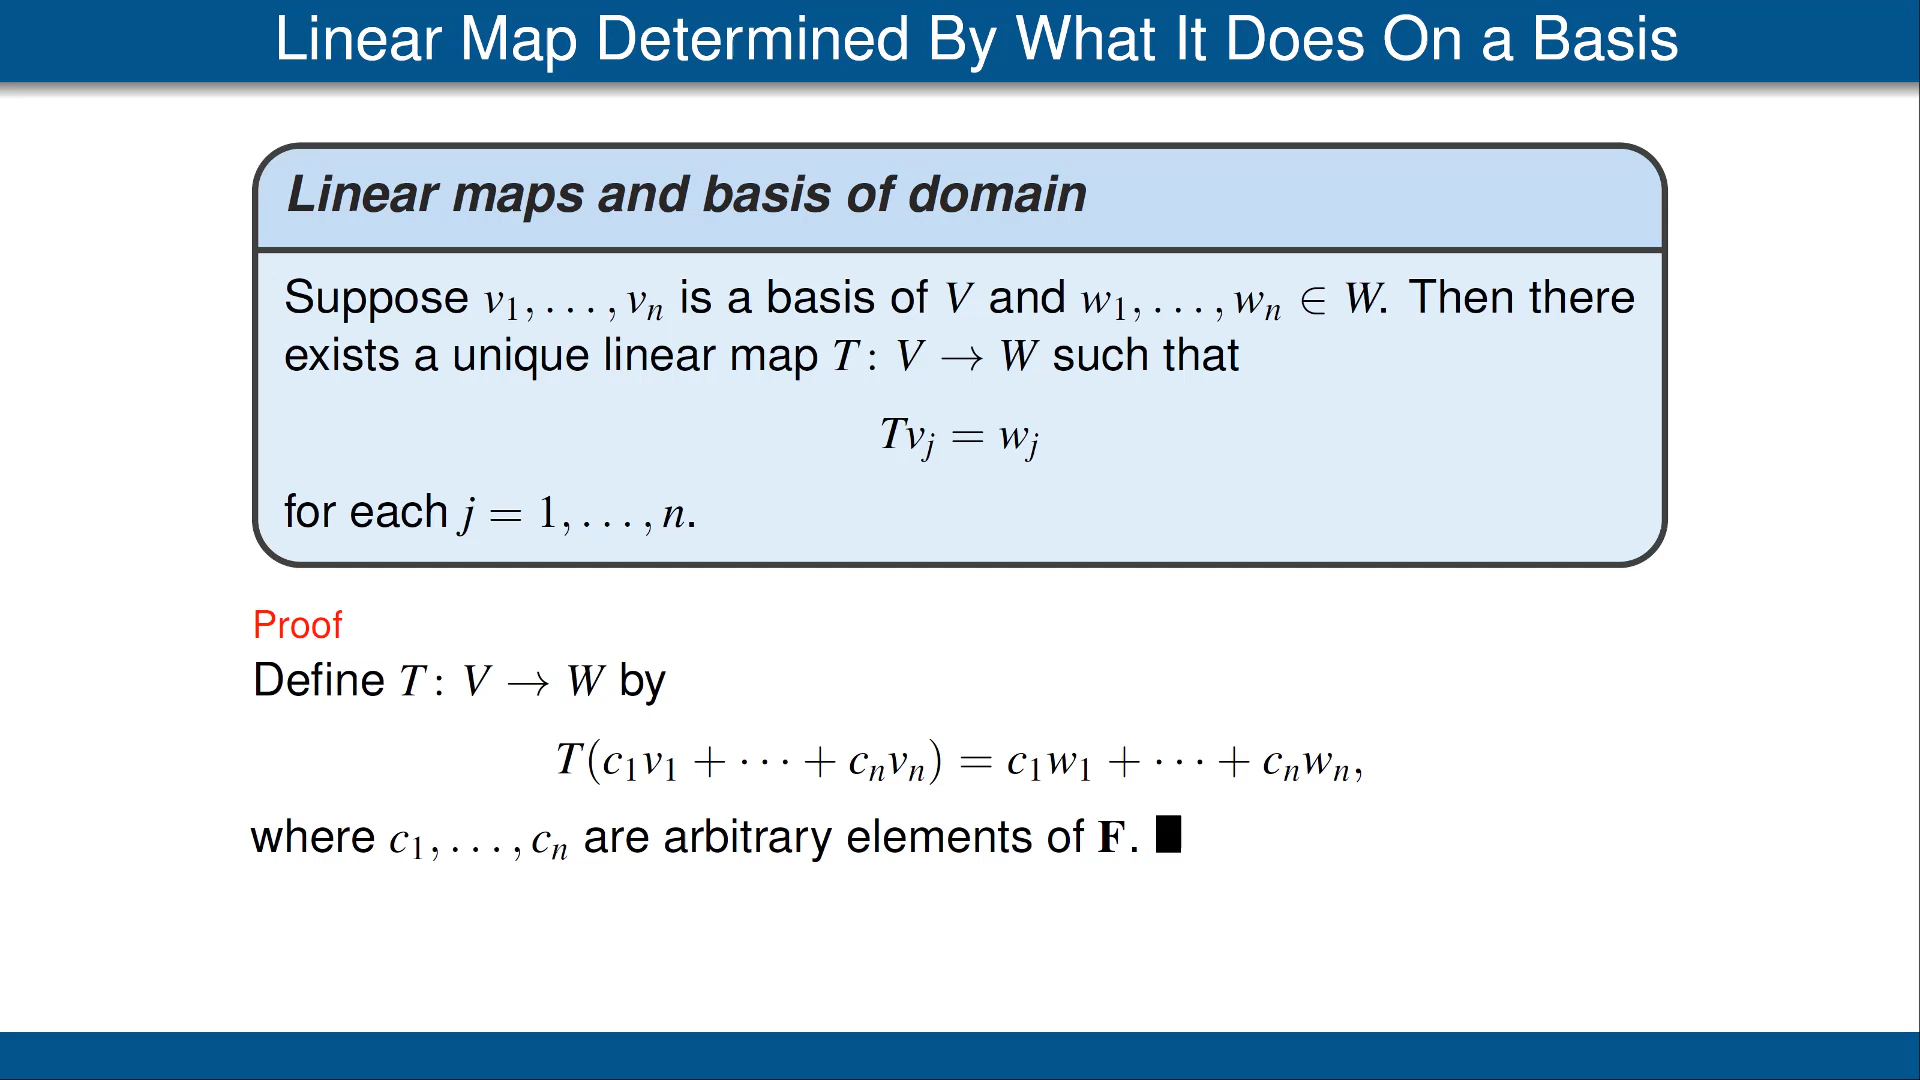 Linear Map Determined By What It Does On a Basis
Linear maps and basis of domain
Suppose v₁, . . . , vₙ is a basis of V and w₁, . . . , wₙ ∈ W. Then there
exists a unique linear map T : V → W such that
Tvⱼ = wⱼ
for each j = 1, . . . , n.
Proof
Define T : V → W by
T(c₁v₁ + · · · + cₙvₙ) = c₁w₁ + · · · + cₙwₙ,
where c₁, . . . , cₙ are arbitrary elements of F. ■